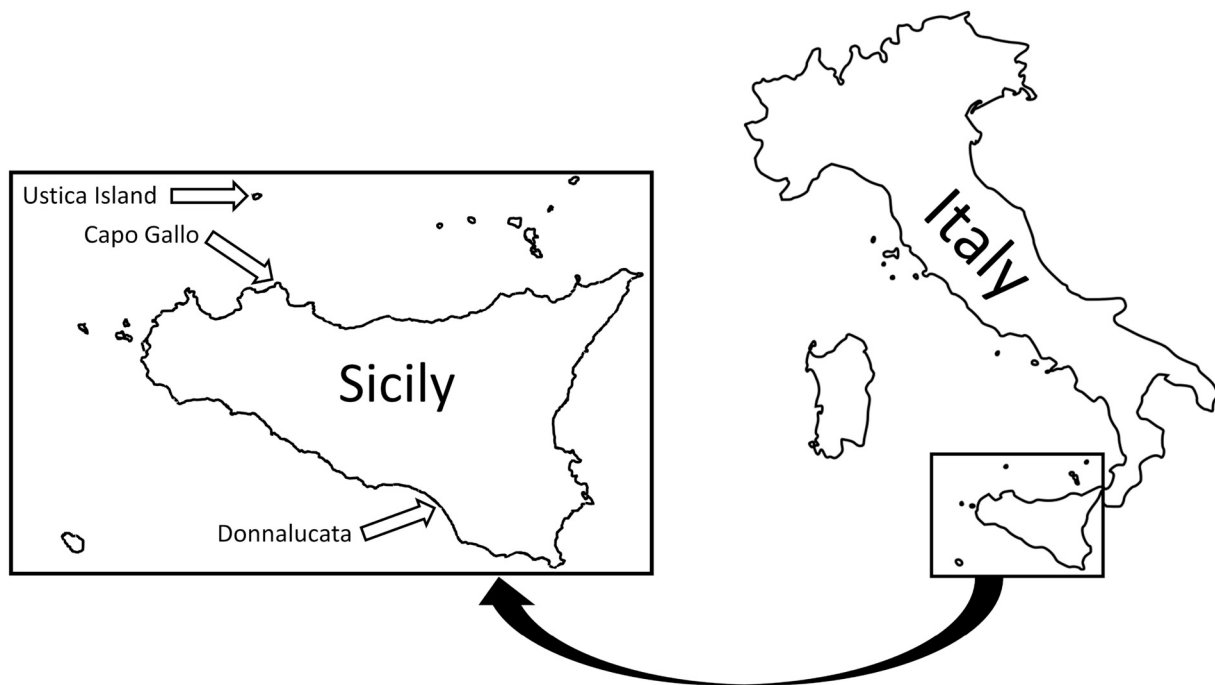 Ustica Island
Capo Gallo
Sicily
Donnalucata
Italy